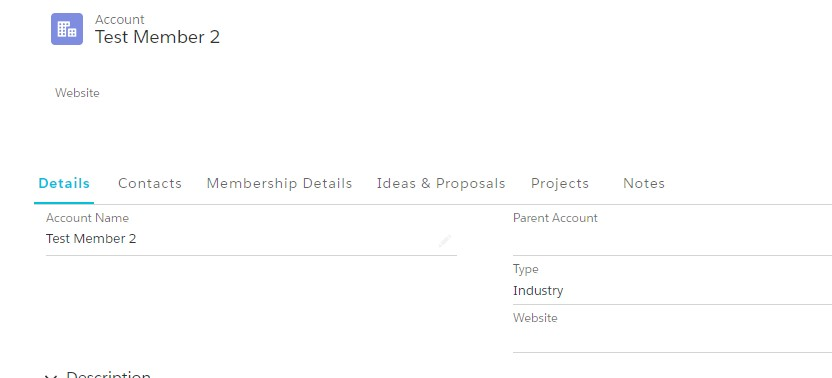 Account
Test Member 2
Website
Details Contacts Membership Details Ideas & Proposals Projects Notes
Account Name
Test Member 2
Parent Account
Type
Industry
Website
Description